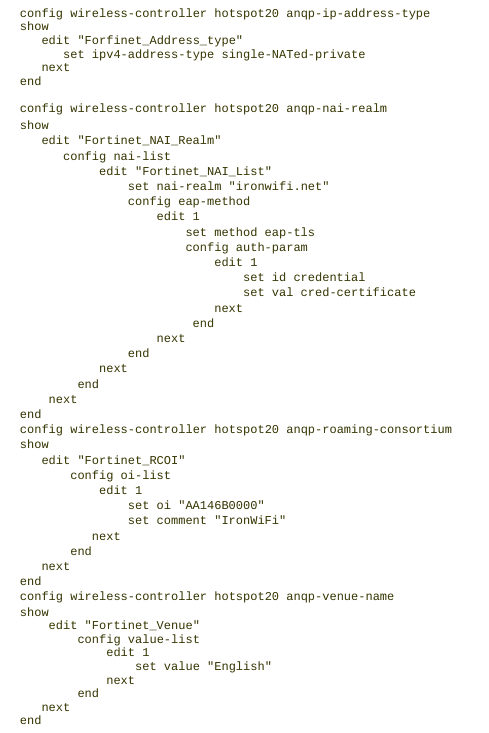 config wireless-controller hotspot20 anqp-ip-address-type
show
   edit "Forfinet_Address_type"
      set ipv4-address-type single-NATed-private
   next
end

config wireless-controller hotspot20 anqp-nai-realm
show
   edit "Fortinet_NAI_Realm"
      config nai-list
           edit "Fortinet_NAI_List"
               set nai-realm "ironwifi.net"
               config eap-method
                   edit 1
                       set method eap-tls
                       config auth-param
                           edit 1
                               set id credential
                               set val cred-certificate
                           next
                        end
                   next
               end
           next
        end
    next
end
config wireless-controller hotspot20 anqp-roaming-consortium
show
   edit "Fortinet_RCOI"
       config oi-list
           edit 1
               set oi "AA146B0000"
               set comment "IronWiFi"
          next
       end
   next
end
config wireless-controller hotspot20 anqp-venue-name
show
    edit "Fortinet_Venue"
        config value-list
            edit 1
                set value "English"
            next
        end
   next
end